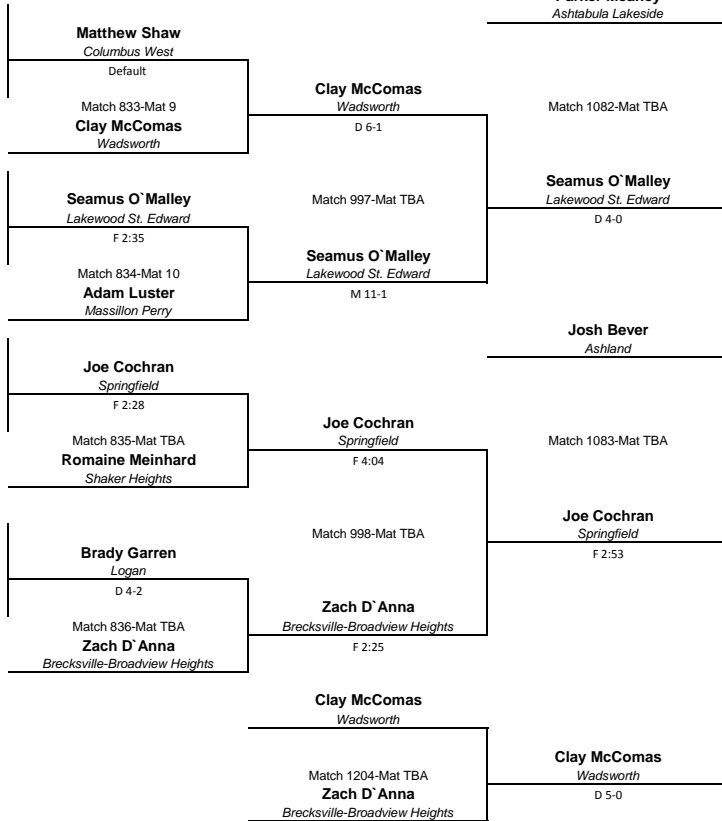 Ashtabula Lakeside
Matthew Shaw
Columbus West
Default
Match 833-Mat 9
Clay McComas
Wadsworth
Clay McComas
Wadsworth
D 6-1
Match 1082-Mat TBA
Seamus O`Malley
Lakewood St. Edward
F 2:35
Match 834-Mat 10
Adam Luster
Massillon Perry
Match 997-Mat TBA
Seamus O`Malley
Lakewood St. Edward
M 11-1
Seamus O`Malley
Lakewood St. Edward
D 4-0
Josh Bever
Ashland
Joe Cochran
Springfield
F 2:28
Match 835-Mat TBA
Romaine Meinhard
Shaker Heights
Joe Cochran
Springfield
F 4:04
Match 1083-Mat TBA
Brady Garren
Logan
D 4-2
Match 836-Mat TBA
Zach D`Anna
Brecksville-Broadview Heights
Match 998-Mat TBA
Zach D`Anna
Brecksville-Broadview Heights
F 2:25
Joe Cochran
Springfield
F 2:53
Clay McComas
Wadsworth
Match 1204-Mat TBA
Zach D`Anna
Brecksville-Broadview Heights
Clay McComas
Wadsworth
D 5-0